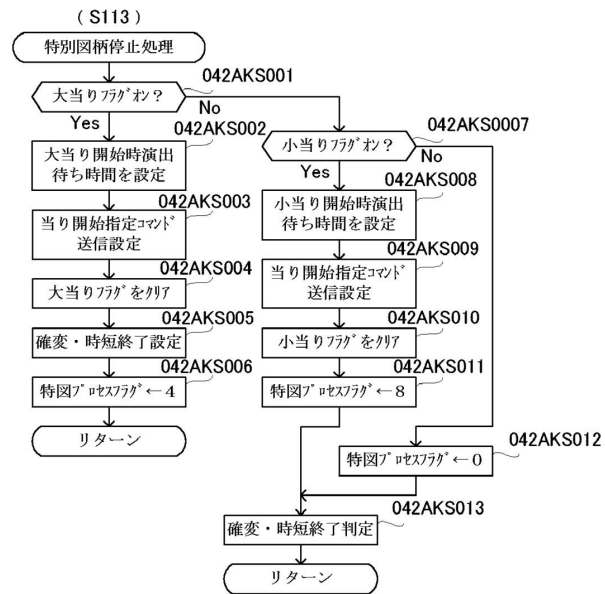 (S113)
特別図柄停止処理
042AKS001
大当りフラグオン?
Yes
No
042AKS002
大当り開始時演出
待ち時間を設定
042AKS003
当り開始指定コマンド
送信設定
042AKS004
大当りフラグをクリア
042AKS005
確変・時短終了設定
042AKS006
特図プロセスフラグ←4
リターン
042AKS0007
小当りフラグオン?
Yes
No
042AKS008
小当り開始時演出
待ち時間を設定
042AKS009
当り開始指定コマンド
送信設定
042AKS010
小当りフラグをクリア
042AKS011
特図プロセスフラグ←8
042AKS012
特図プロセスフラグ←0
042AKS013
確変・時短終了判定
リターン